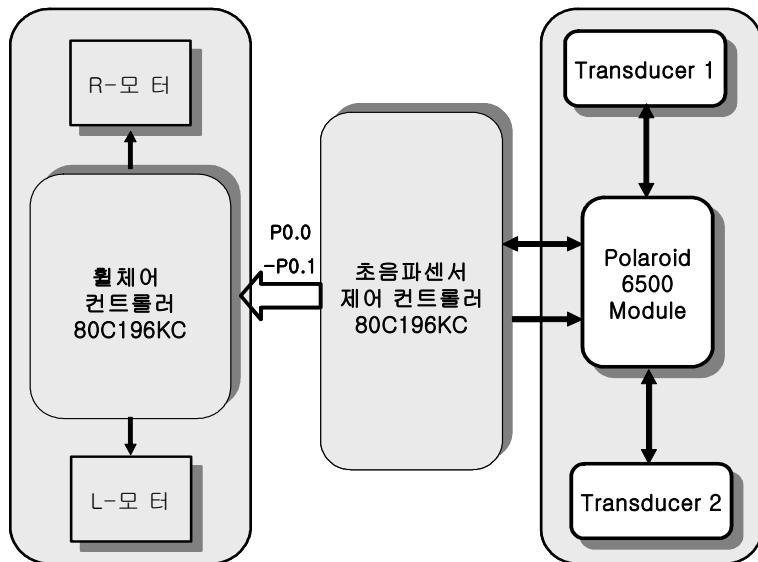 R-모 터
휠체어
컨트롤러
80C196KC
L-모 터
P0.0
-P0.1
초음파센서
제어 컨트롤러
80C196KC
Transducer 1
Polaroid
6500
Module
Transducer 2